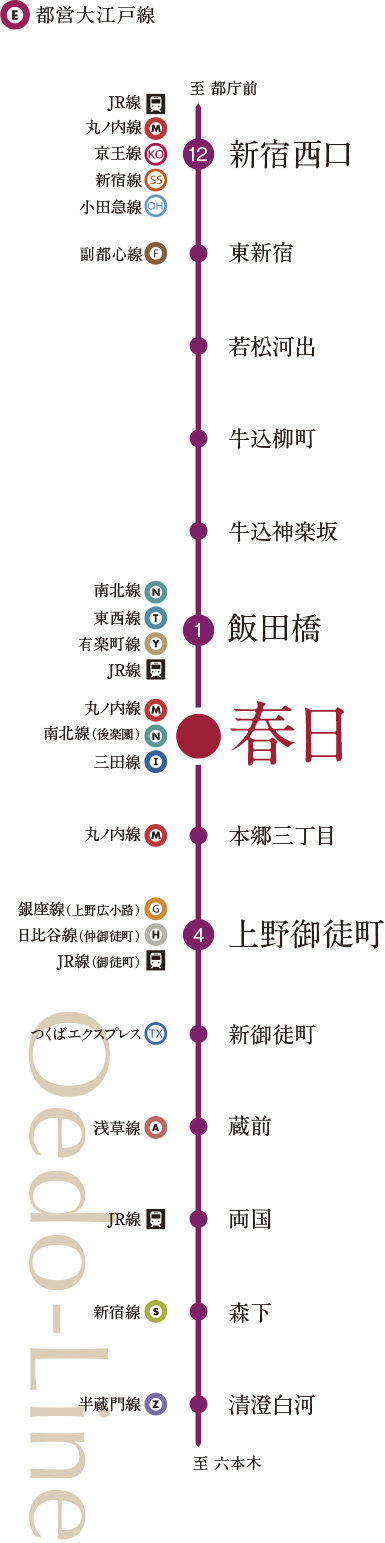 E 都営大江戸線
至 都庁前
JR線
丸ノ内線 M
京王線 KO
新宿線 SS
小田急線 OH
12 新宿西口
副都心線 F 東新宿
若松河出
牛込柳町
牛込神楽坂
南北線 N
東西線 T
有楽町線 Y
JR線
1 飯田橋
丸ノ内線 M
南北線(後楽園) N
三田線 I
春日
丸ノ内線 M 本郷三丁目
銀座線(上野広小路) G
日比谷線(仲御徒町) H
JR線(御徒町)
4 上野御徒町
つくばエクスプレス TX 新御徒町
浅草線 A 蔵前
JR線 両国
新宿線 S 森下
半蔵門線 Z 清澄白河
至 六本木
Oedo-Line